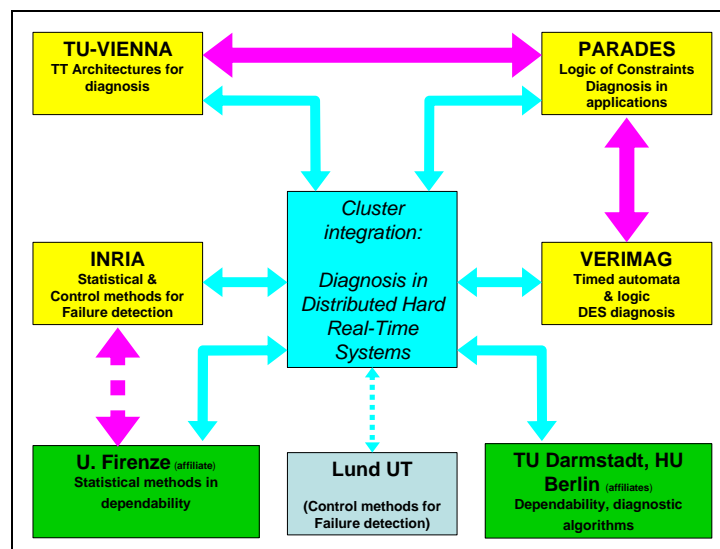 TU-VIENNA
TT Architectures for
diagnosis
PARADES
Logic of Constraints
Diagnosis in
applications
Cluster
integration:
Diagnosis in
Distributed Hard
Real-Time
Systems
INRIA
Statistical &
Control methods for
Failure detection
VERIMAG
Timed automata
& logic
DES diagnosis
U. Firenze (affiliate)
Statistical methods in
dependability
Lund UT
(Control methods for
Failure detection)
TU Darmstadt, HU
Berlin (affiliates)
Dependability, diagnostic
algorithms